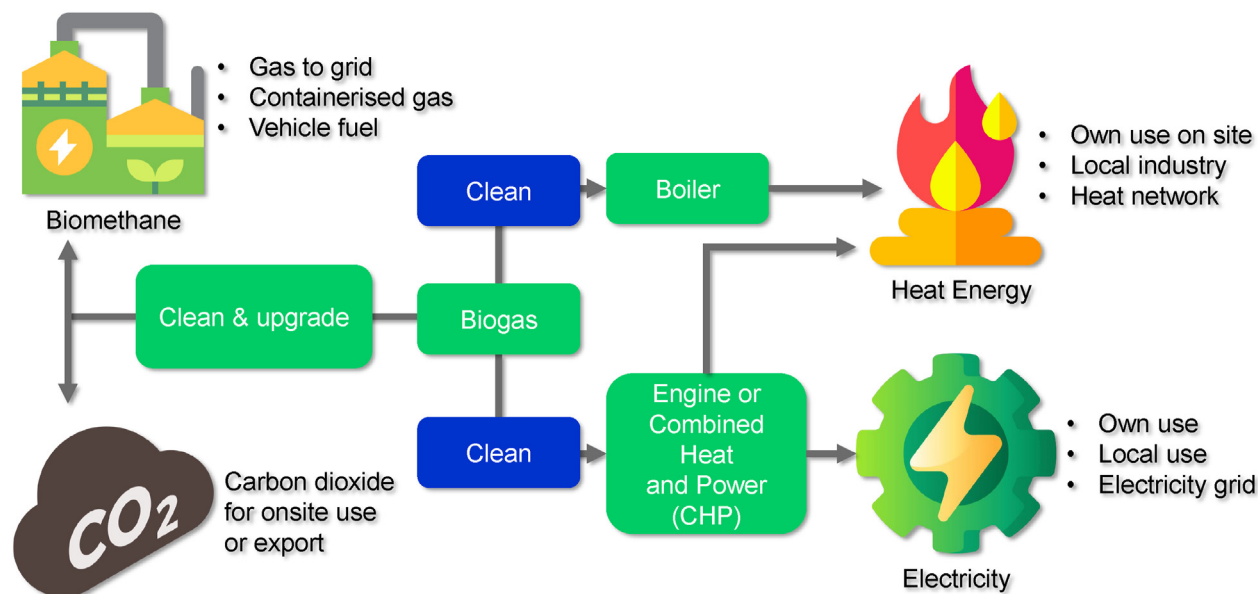 • Gas to grid
• Containerised gas
• Vehicle fuel
Biomethane
Clean
Boiler
• Own use on site
• Local industry
• Heat network
Heat Energy
Clean & upgrade
Biogas
Clean
Engine or
Combined
Heat
and Power
(CHP)
• Own use
• Local use
• Electricity grid
Electricity
CO2
Carbon dioxide
for onsite use
or export